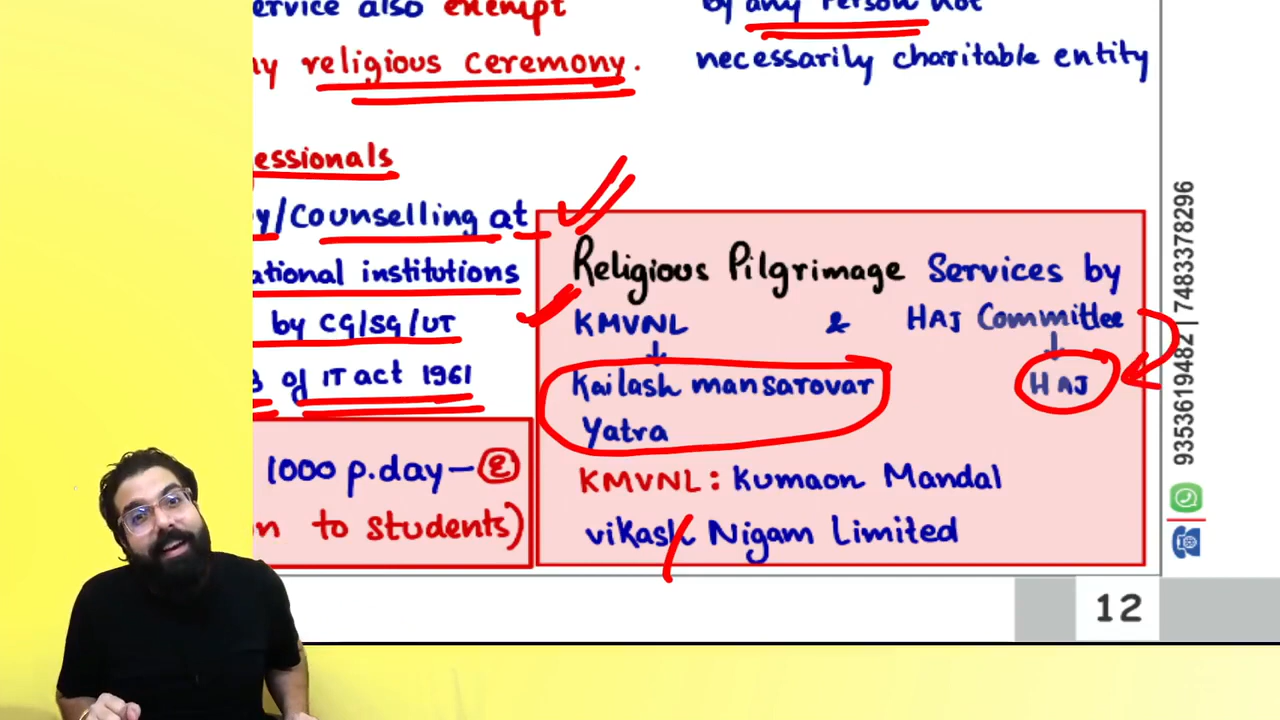 ervice also exempt
ny religious ceremony.
by any Person not
necessarily charitable entity
essionals
y/Counselling at
ational institutions
by CG/SG/UT
of IT act 1961
1000 p.day-
n to students)
Religious Pilgrimage Services by
KMVNL & HAJ Committee
Kailash mansarovar HAJ
Yatra
KMVNL: Kumaon Mandal
vikash Nigam Limited
9353619482 | 7483378296
12